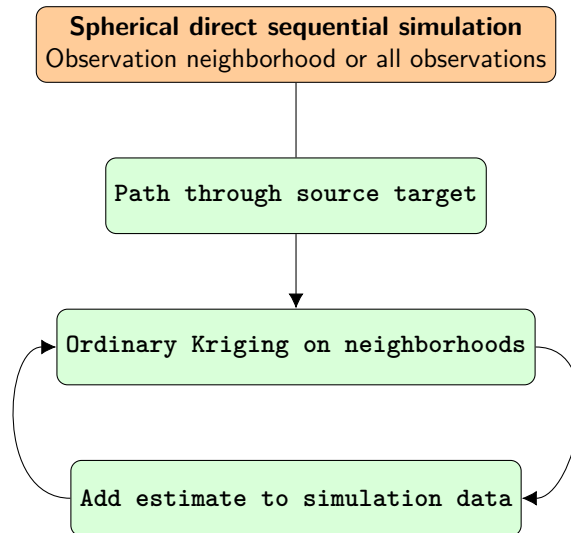 Spherical direct sequential simulation
Observation neighborhood or all observations
Path through source target
Ordinary Kriging on neighborhoods
Add estimate to simulation data